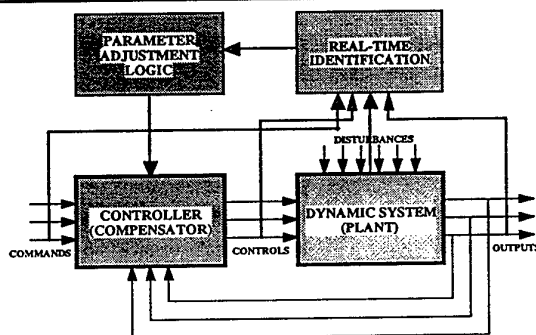 PARAMETER
ADJUSTMENT
LOGIC
REAL-TIME
IDENTIFICATION
DISTURBANCES
CONTROLLER
(COMPENSATOR)
DYNAMIC SYSTEM
(PLANT)
COMMANDS
CONTROLS
OUTPUTS